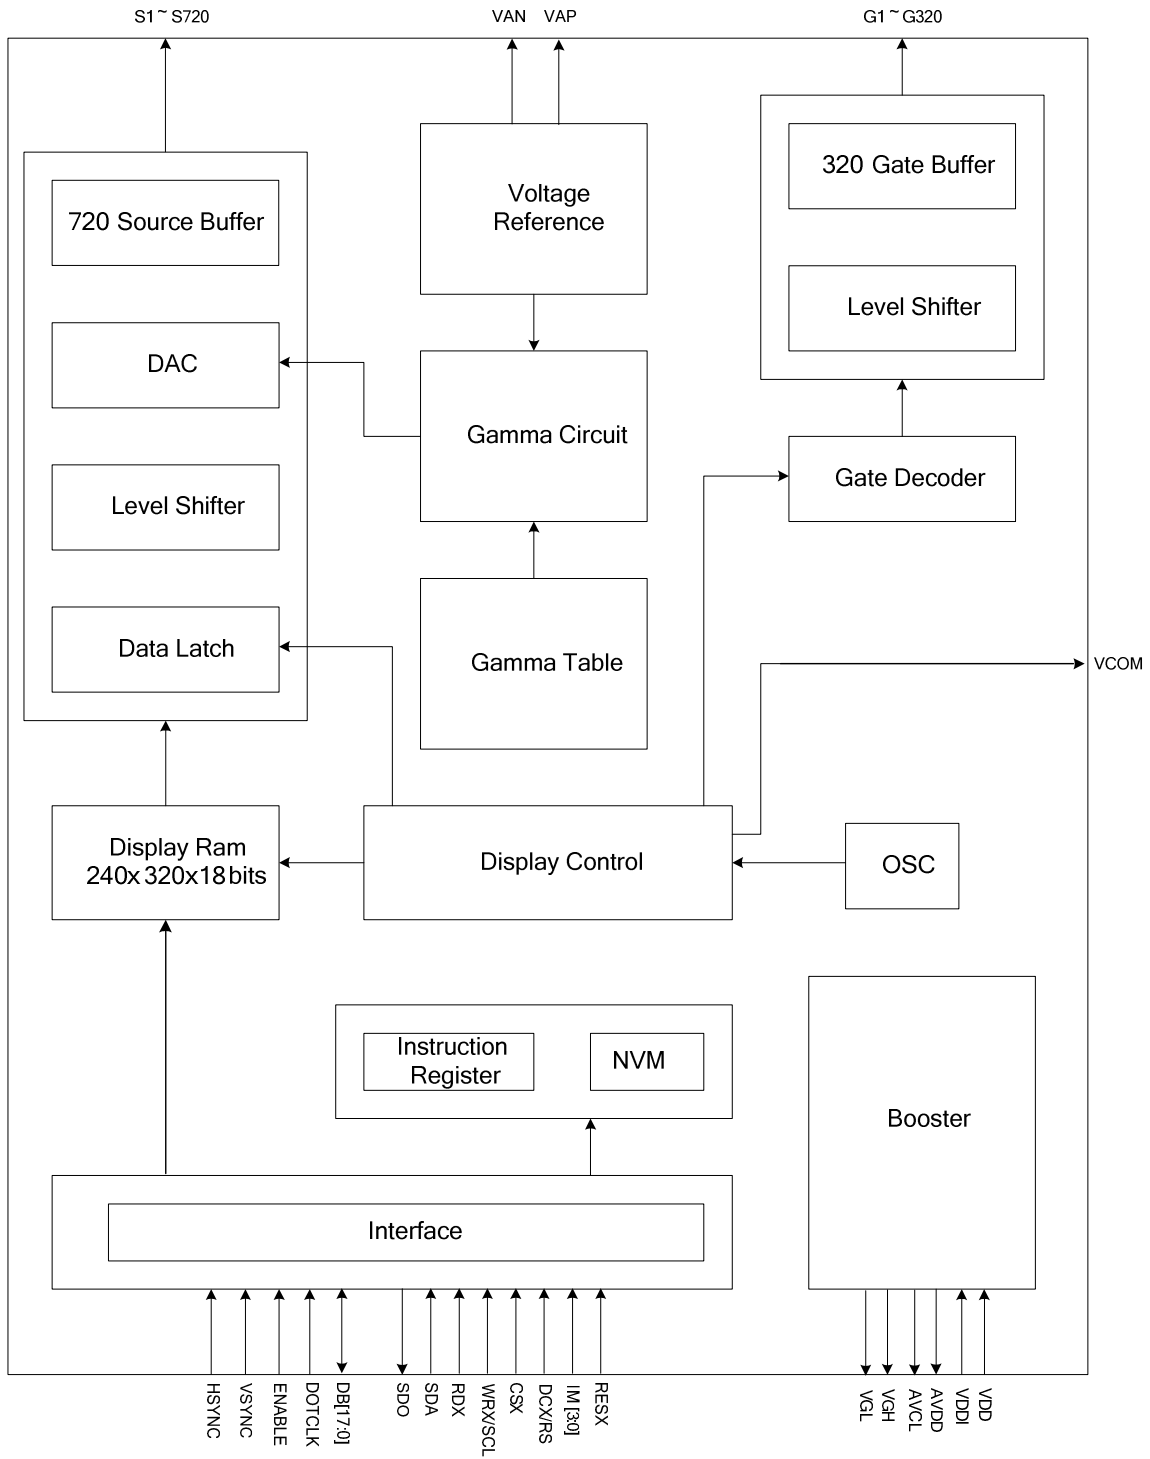 S1~S720
VAN
VAP
G1~G320
720 Source Buffer
DAC
Level Shifter
Data Latch
Voltage
Reference
Gamma Circuit
Gamma Table
320 Gate Buffer
Level Shifter
Gate Decoder
VCOM
Display Ram
240x320x18bits
Display Control
OSC
Instruction
Register
NVM
Booster
Interface
HSYNC
VSYNC
ENABLE
DOTCLK
DB[17:0]
SDO
SDA
RDX
WRX/SCL
CSX
DCX/RS
IM [3:0]
RESX
VGL
VGH
AVCL
AVDD
VDDI
VDD